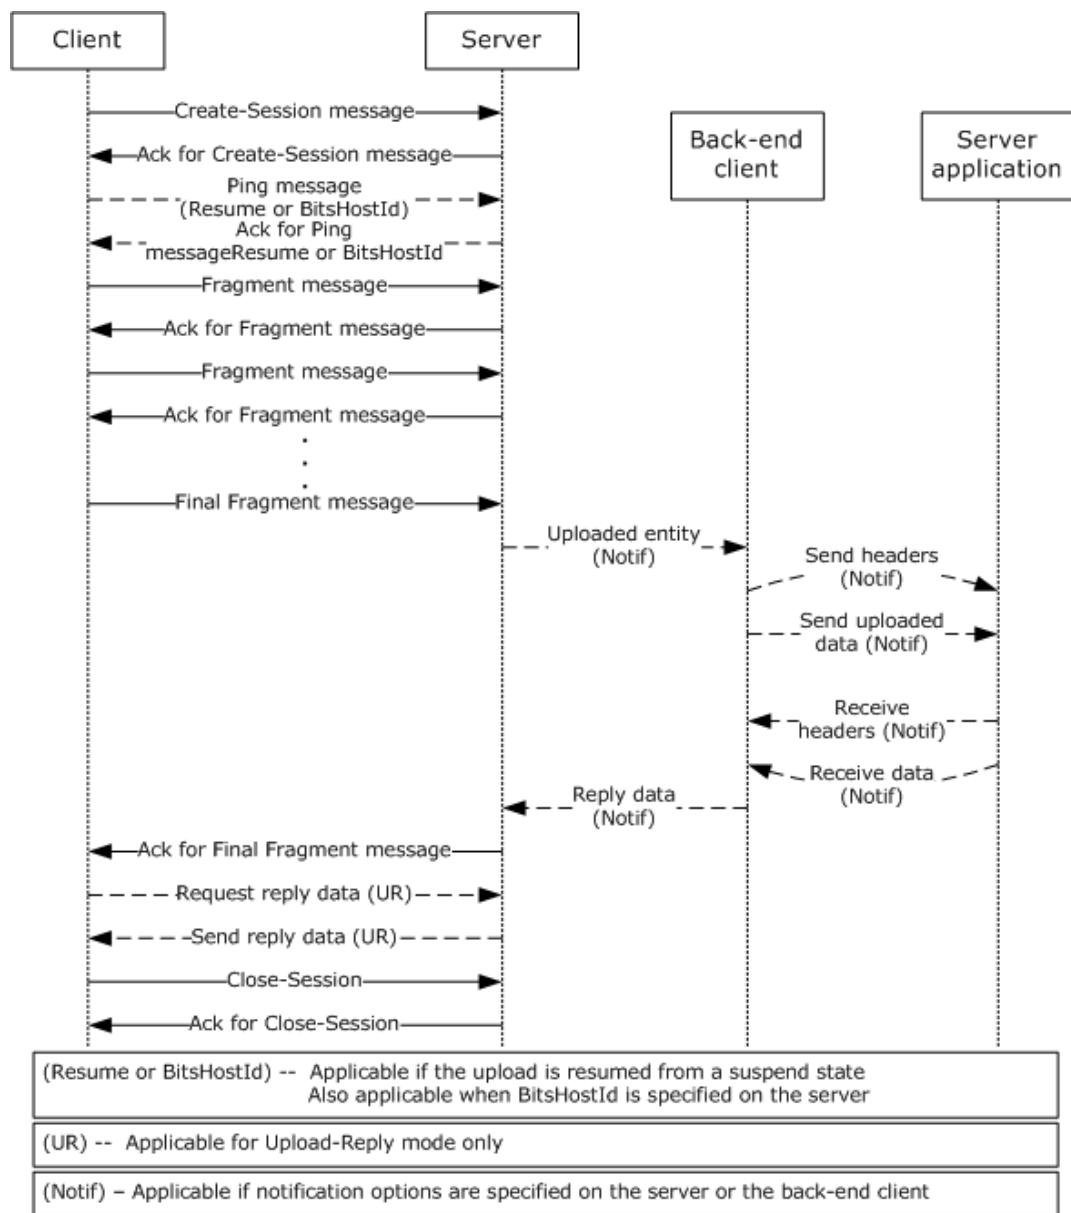 Client
Server
Create-Session message
Back-end
client
Server
application
Ack for Create-Session message
Ping message
(Resume or BitsHostId)
Ack for Ping
messageResume or BitsHostId
Fragment message
Ack for Fragment message
Fragment message
Ack for Fragment message
.
.
.
Final Fragment message
Uploaded entity
(Notif)
Send headers
(Notif)
Send uploaded
data (Notif)
Receive
headers (Notif)
Receive data
(Notif)
Reply data
(Notif)
Ack for Final Fragment message
Request reply data (UR)
Send reply data (UR)
Close-Session
Ack for Close-Session
(Resume or BitsHostId) -- Applicable if the upload is resumed from a suspend state
Also applicable when BitsHostId is specified on the server
(UR) -- Applicable for Upload-Reply mode only
(Notif) – Applicable if notification options are specified on the server or the back-end client